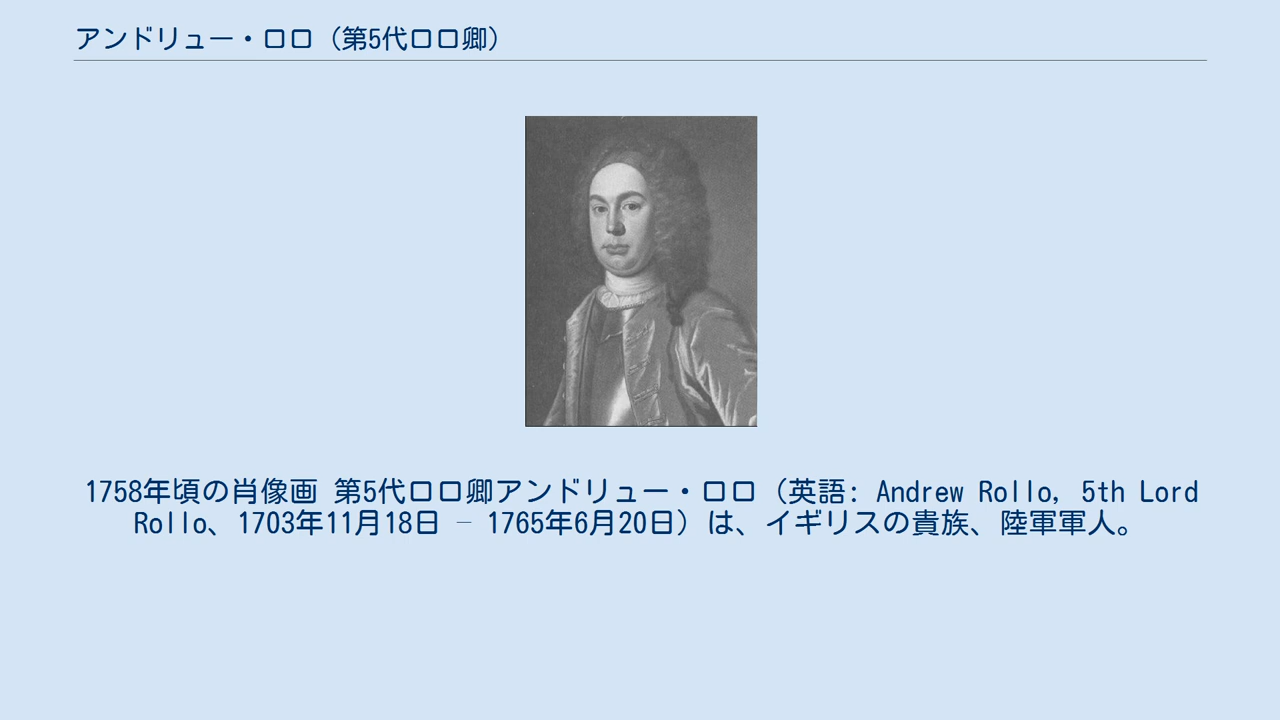 アンドリュー・ロロ（第5代ロロ卿）
1758年頃の肖像画 第5代ロロ卿アンドリュー・ロロ（英語: Andrew Rollo, 5th Lord
Rollo、1703年11月18日 – 1765年6月20日）は、イギリスの貴族、陸軍軍人。